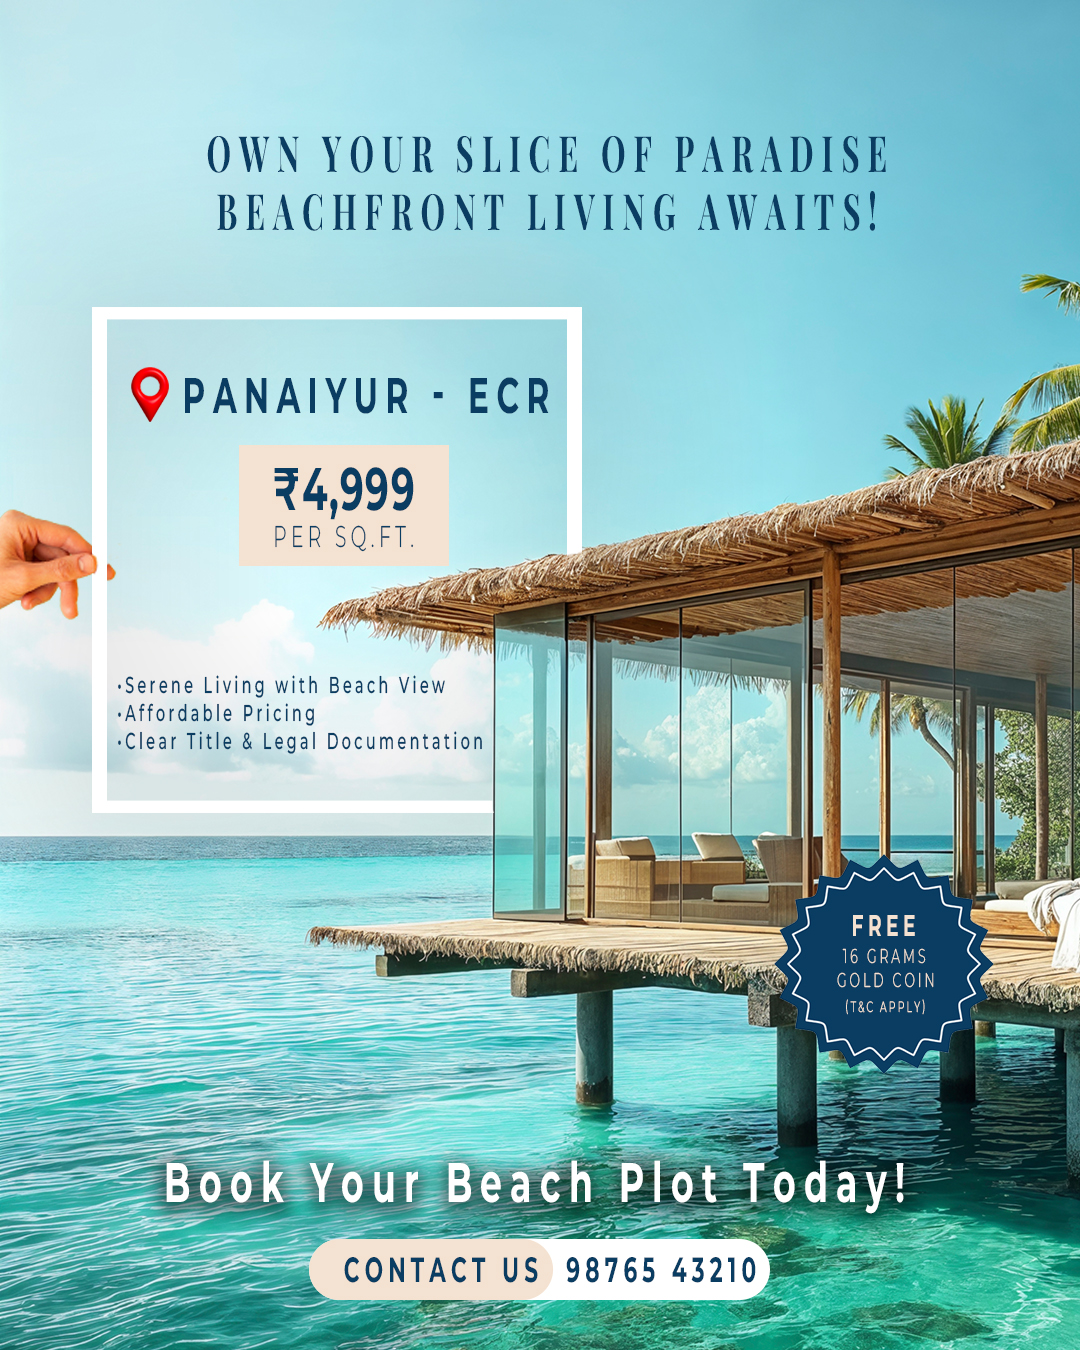 OWN YOUR SLICE OF PARADISE
BEACHFRONT LIVING AWAITS!
PANAIYUR - ECR
₹4,999
PER SQ.FT.
•Serene Living with Beach View
•Affordable Pricing
•Clear Title & Legal Documentation
FREE
16 GRAMS
GOLD COIN
(T&C APPLY)
Book Your Beach Plot Today!
CONTACT US 98765 43210